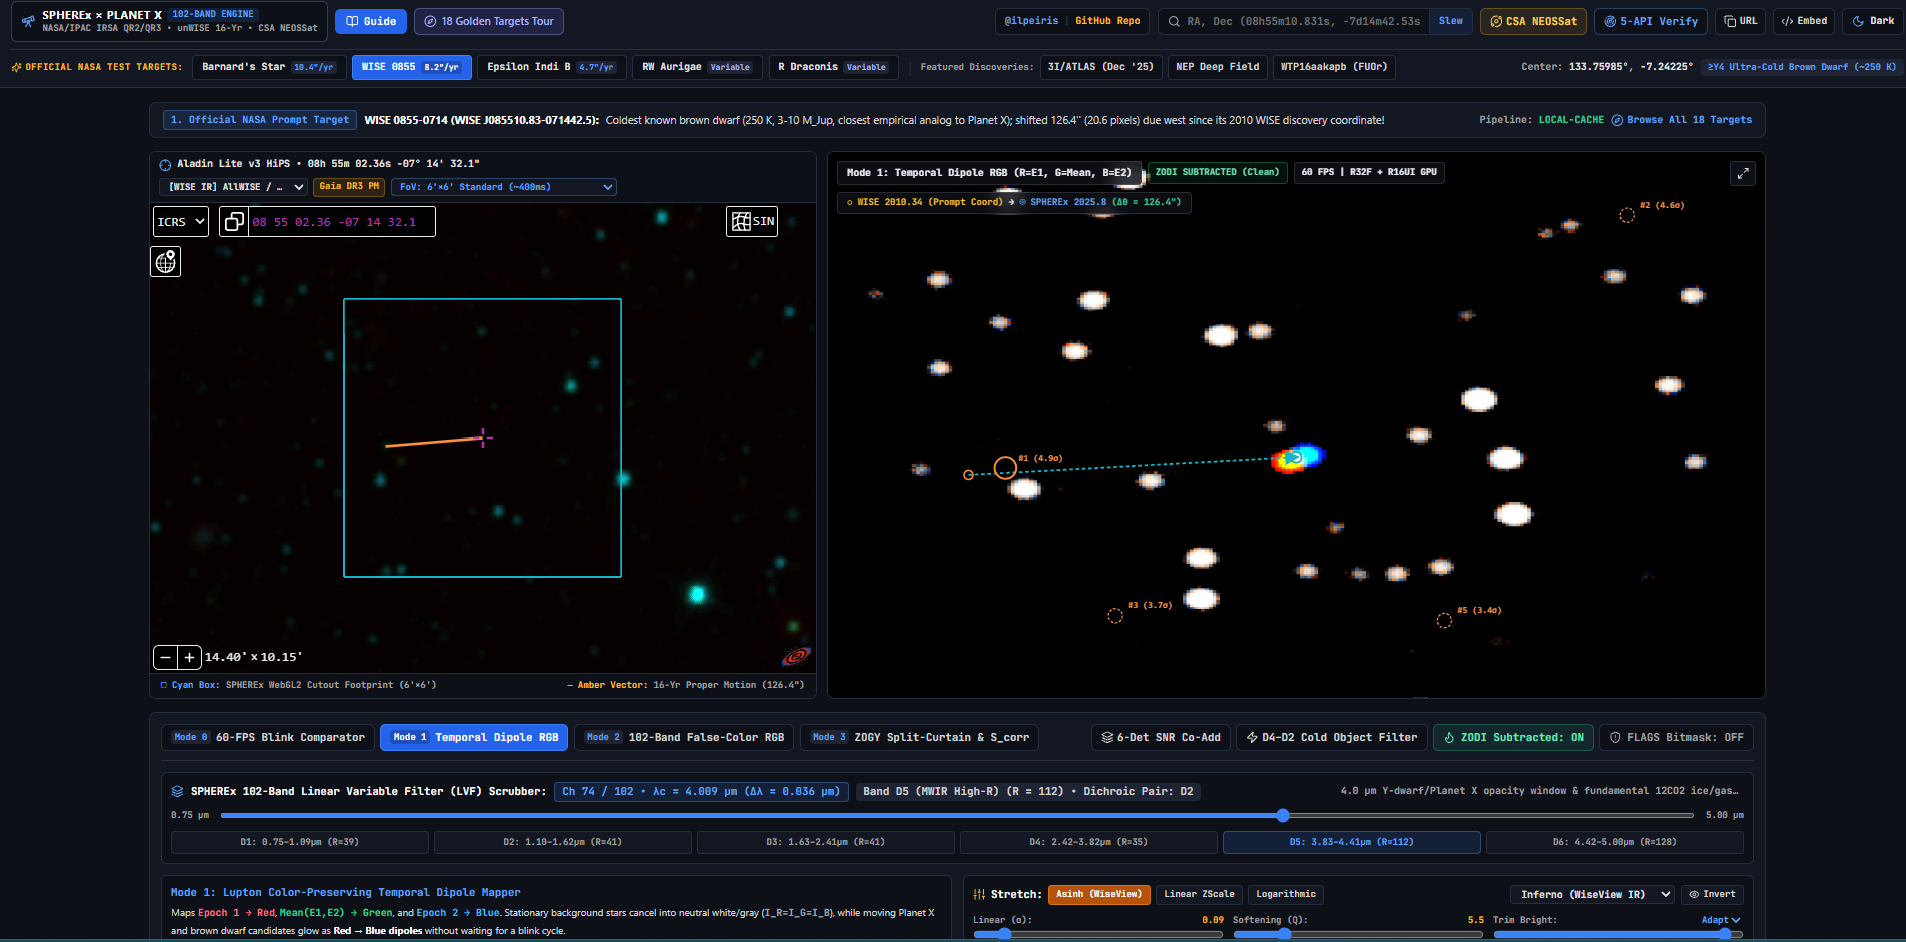 SPHEREx × PLANET X 102-BAND ENGINE
NASA/IPAC IRSA QR2/QR3 • unWISE 16-Yr • CSA NEOSSat
Guide
18 Golden Targets Tour
@ilpeiris | GitHub Repo
RA, Dec (08h55m10.831s, -7d14m42.53s
Slew
CSA NEOSSat
5-API Verify
URL
</> Embed
Dark
OFFICIAL NASA TEST TARGETS:
Barnard's Star 10.4"/yr
WISE 0855 8.2"/yr
Epsilon Indi B 4.7"/yr
RW Aurigae Variable
R Draconis Variable
Featured Discoveries:
3I/ATLAS (Dec '25)
NEP Deep Field
WTP16aakapb (FUOr)
Center: 133.75985°, -7.24225°
≥Y4 Ultra-Cold Brown Dwarf (~250 K)
1. Official NASA Prompt Target
WISE 0855-0714 (WISE J085510.83-071442.5): Coldest known brown dwarf (250 K, 3-10 M_Jup, closest empirical analog to Planet X); shifted 126.4" (20.6 pixels) due west since its 2010 WISE discovery coordinate!
Pipeline: LOCAL-CACHE
Browse All 18 Targets
Aladin Lite v3 HiPS • 08h 55m 02.36s -07° 14' 32.1"
[WISE IR] AllWISE / …
Gaia DR3 PM
FoV: 6'×6' Standard (~400ms)
ICRS
08 55 02.36 -07 14 32.1
SIN
14.40' x 10.15'
Cyan Box: SPHEREx WebGL2 Cutout Footprint (6'×6')
— Amber Vector: 16-Yr Proper Motion (126.4")
Mode 1: Temporal Dipole RGB (R=E1, G=Mean, B=E2)
ZODI SUBTRACTED (Clean)
60 FPS | R32F + R16UI GPU
○ WISE 2010.34 (Prompt Coord) → ◎ SPHEREx 2025.8 (Δθ = 126.4")
#2 (4.6σ)
#1 (4.9σ)
#3 (3.7σ)
#5 (3.4σ)
Mode 0 60-FPS Blink Comparator
Mode 1 Temporal Dipole RGB
Mode 2 102-Band False-Color RGB
Mode 3 ZOGY Split-Curtain & S_corr
6-Det SNR Co-Add
D4-D2 Cold Object Filter
ZODI Subtracted: ON
FLAGS Bitmask: OFF
SPHEREx 102-Band Linear Variable Filter (LVF) Scrubber:
Ch 74 / 102 • λc = 4.009 μm (Δλ = 0.036 μm)
Band D5 (MWIR High-R) (R = 112) • Dichroic Pair: D2
4.0 μm Y-dwarf/Planet X opacity window & fundamental 12CO2 ice/gas…
0.75 μm
5.00 μm
D1: 0.75-1.09μm (R=39)
D2: 1.10-1.62μm (R=41)
D3: 1.63-2.41μm (R=41)
D4: 2.42-3.82μm (R=35)
D5: 3.83-4.41μm (R=112)
D6: 4.42-5.00μm (R=128)
Mode 1: Lupton Color-Preserving Temporal Dipole Mapper
Maps Epoch 1 → Red, Mean(E1,E2) → Green, and Epoch 2 → Blue. Stationary background stars cancel into neutral white/gray (I_R=I_G=I_B), while moving Planet X
and brown dwarf candidates glow as Red → Blue dipoles without waiting for a blink cycle.
Stretch:
Asinh (WiseView)
Linear ZScale
Logarithmic
Inferno (WiseView IR)
Invert
Linear (α): 0.09
Softening (Q): 5.5
Trim Bright: Adapt